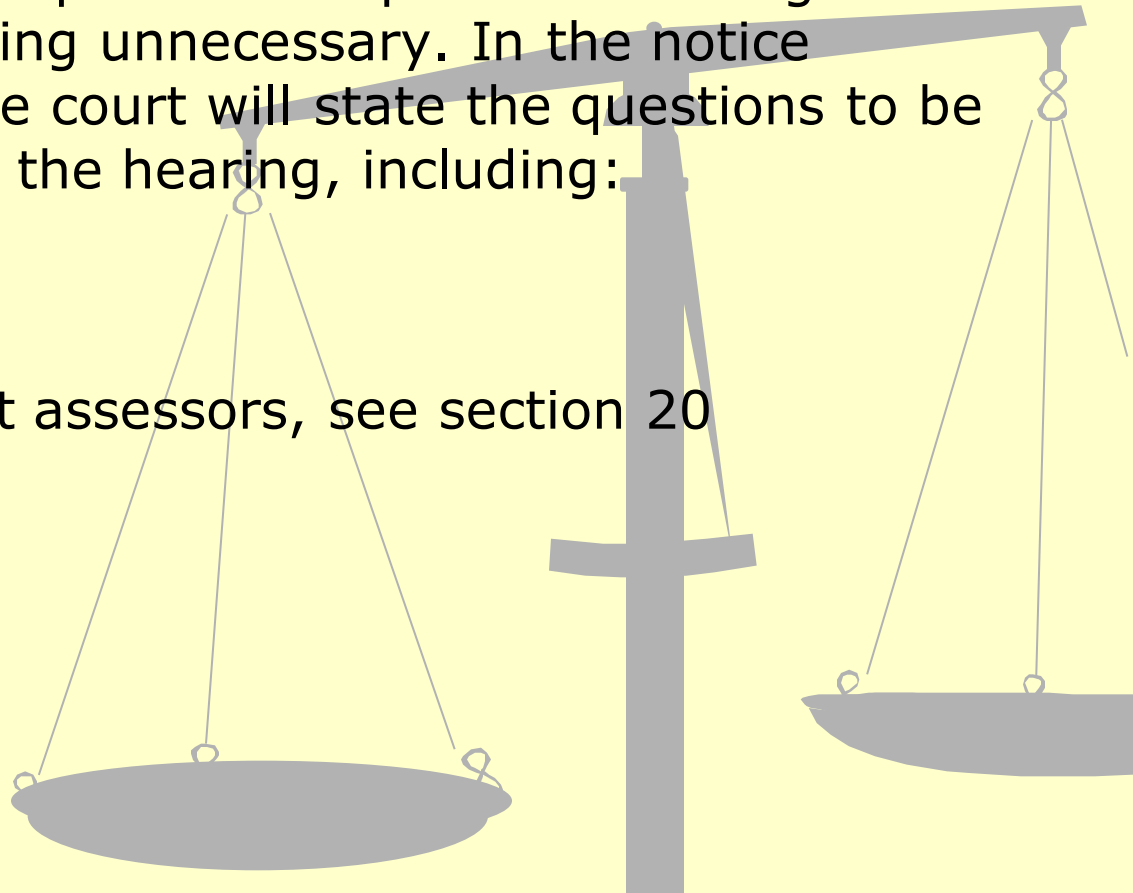 ing unnecessary. In the notice
e court will state the questions to be
the hearing, including:
t assessors, see section 20